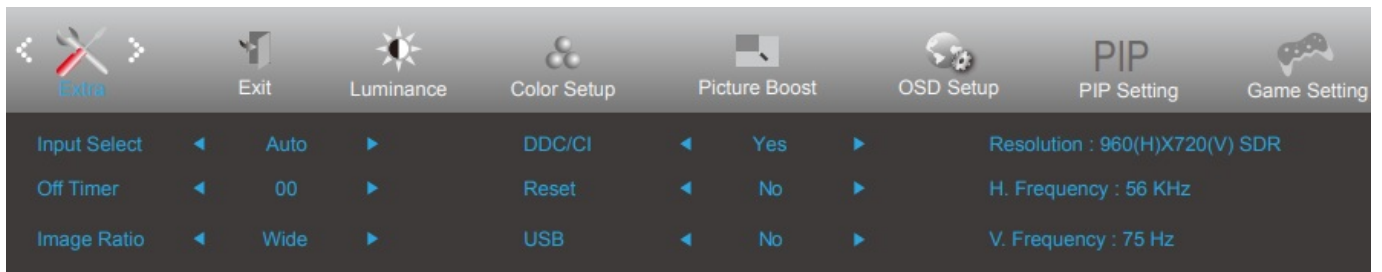 PIP
Extra Exit Luminance Color Setup Picture Boost OSD Setup PIP Setting Game Setting
Input Select Auto DDC/CI Yes Resolution : 960(H)X720(V) SDR
Off Timer 00 Reset No H. Frequency : 56 KHz
Image Ratio Wide USB No V. Frequency : 75 Hz